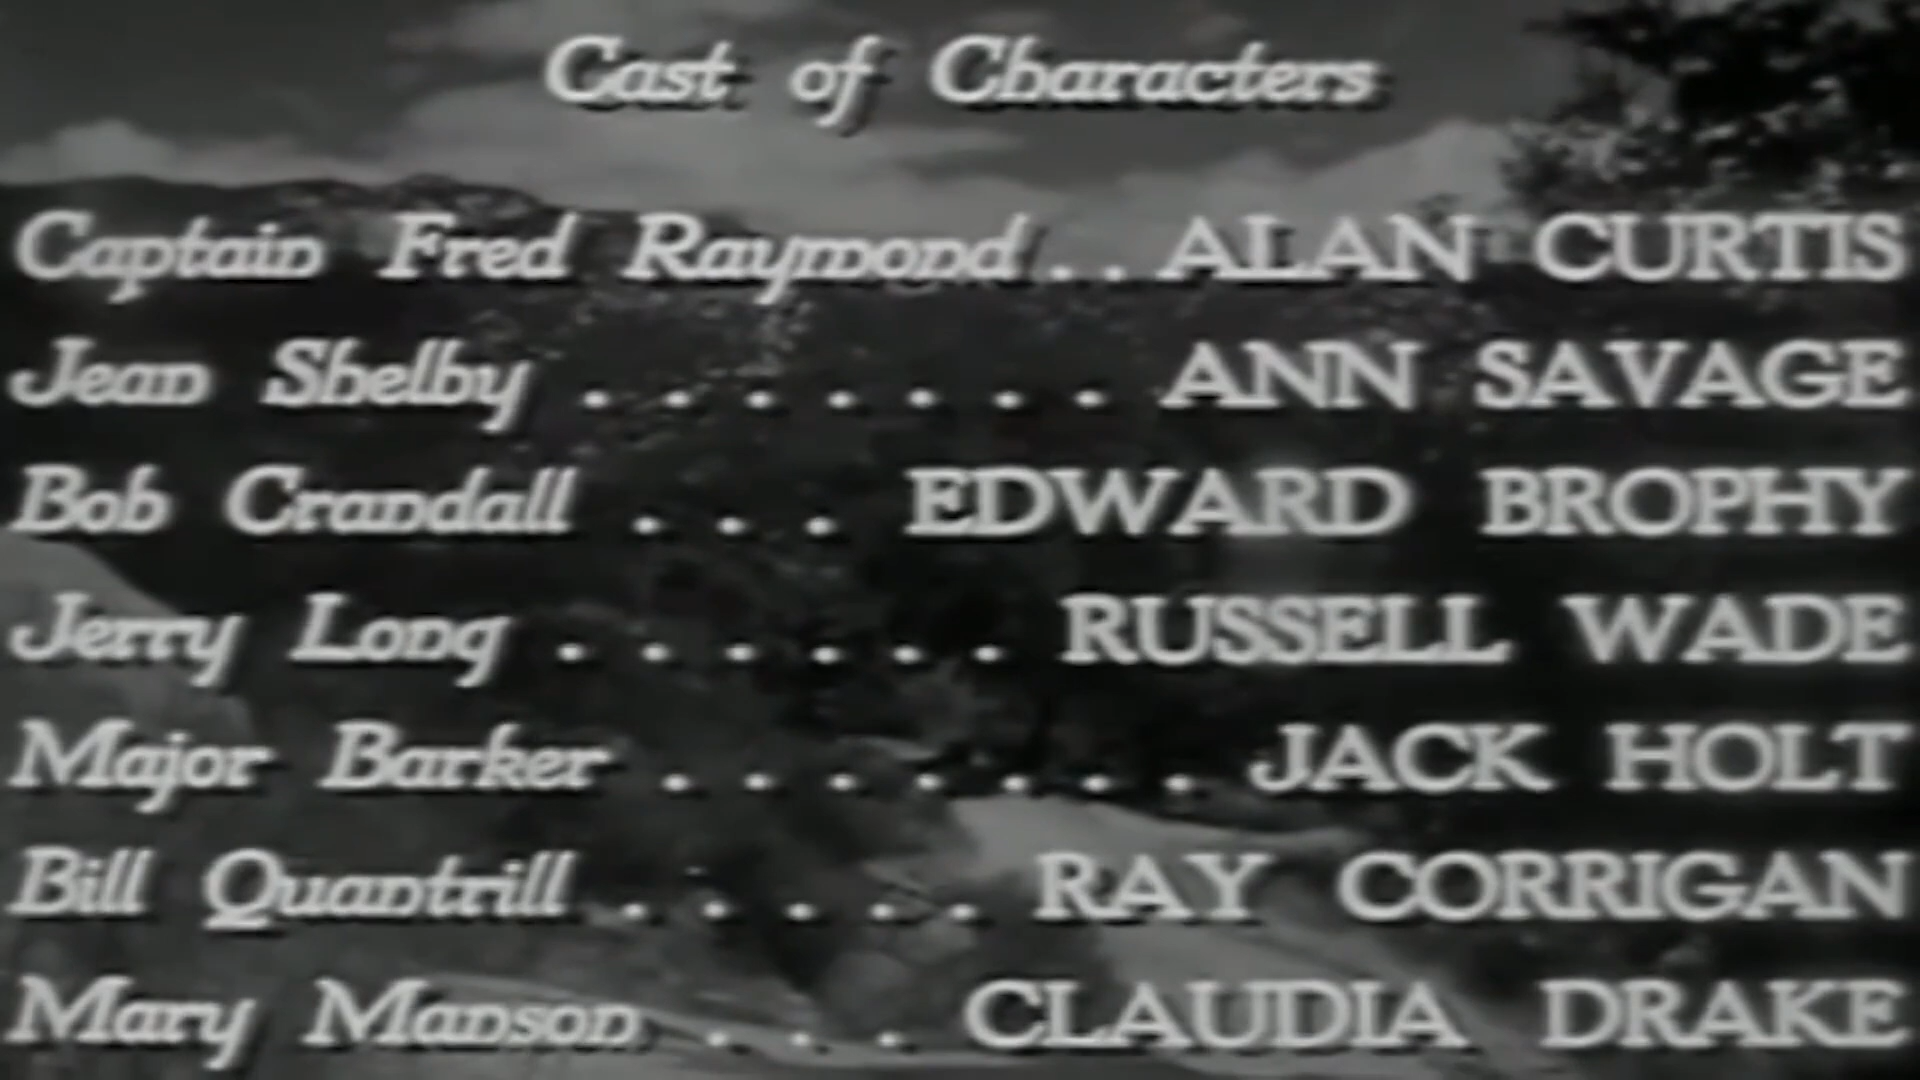 Cast of Characters
Captain Fred Raymond . . ALAN CURTIS
Jean Shelby . . . . . . . ANN SAVAGE
Bob Crandall . . . EDWARD BROPHY
Jerry Long . . . . . . RUSSELL WADE
Major Barker . . . . . . . JACK HOLT
Bill Quantrill . . . . . RAY CORRIGAN
Mary Manson . . . CLAUDIA DRAKE